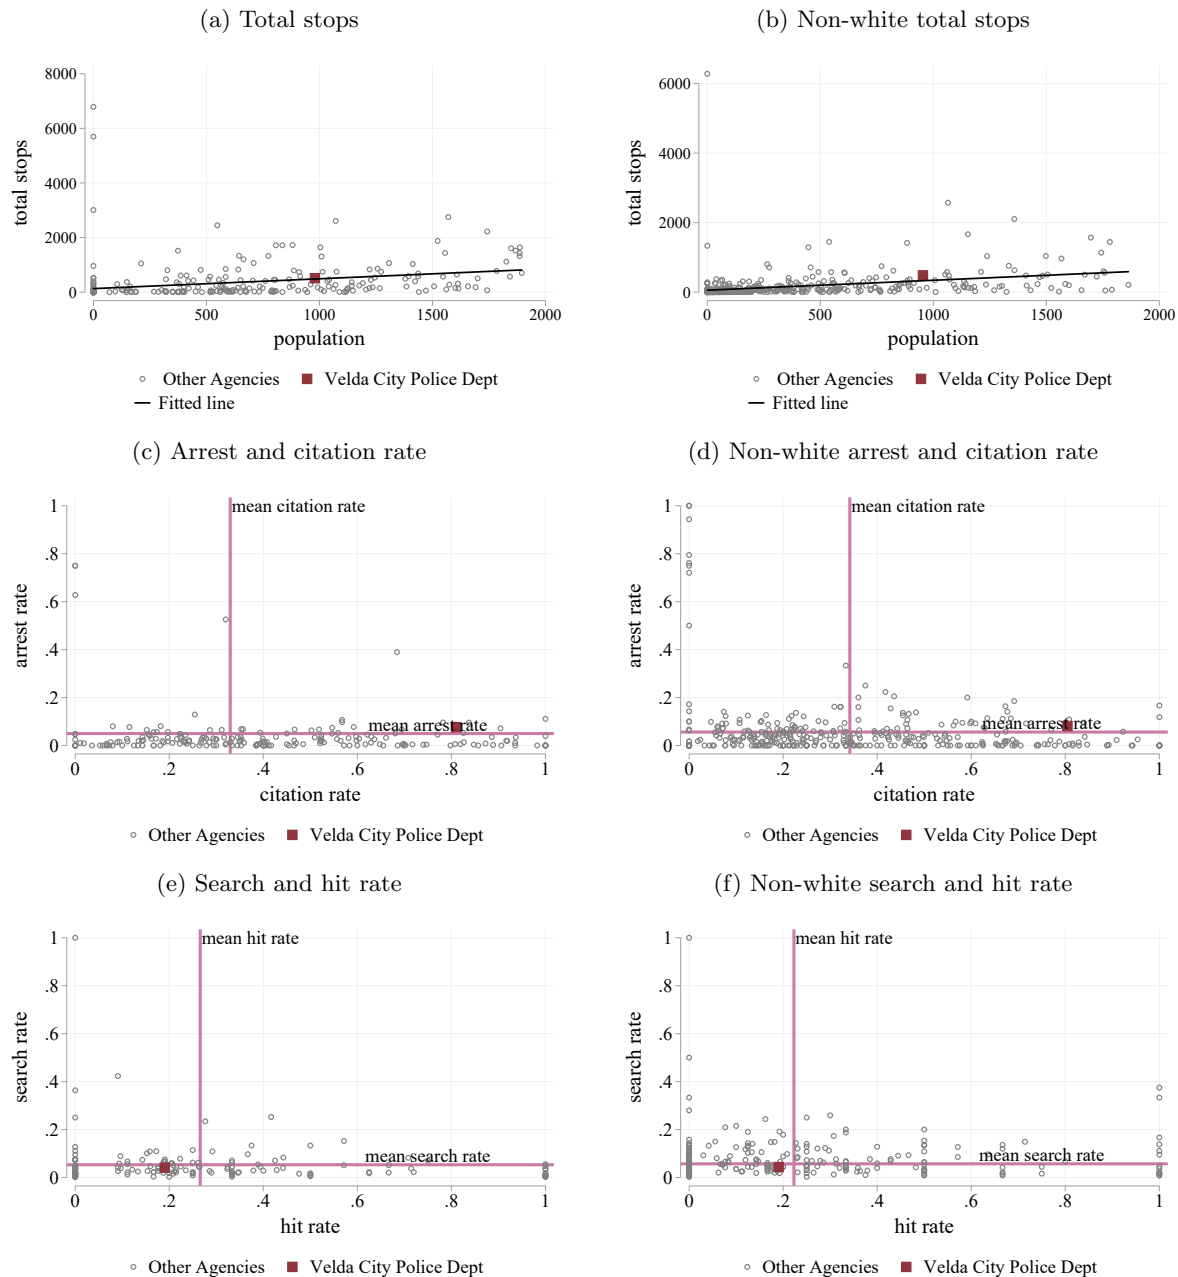 (a) Total stops
(b) Non-white total stops
total stops
8000
6000
4000
2000
0
0 500 1000 1500 2000
population
Other Agencies Velda City Police Dept
Fitted line
total stops
6000
4000
2000
0
0 500 1000 1500 2000
population
Other Agencies Velda City Police Dept
Fitted line
(c) Arrest and citation rate
(d) Non-white arrest and citation rate
arrest rate
1
.8
.6
.4
.2
0
mean citation rate
mean arrest rate
0 .2 .4 .6 .8 1
citation rate
Other Agencies Velda City Police Dept
arrest rate
1
.8
.6
.4
.2
0
mean citation rate
mean arrest rate
0 .2 .4 .6 .8 1
citation rate
Other Agencies Velda City Police Dept
(e) Search and hit rate
(f) Non-white search and hit rate
search rate
1
.8
.6
.4
.2
0
mean hit rate
mean search rate
0 .2 .4 .6 .8 1
hit rate
Other Agencies Velda City Police Dept
search rate
1
.8
.6
.4
.2
0
mean hit rate
mean search rate
0 .2 .4 .6 .8 1
hit rate
Other Agencies Velda City Police Dept